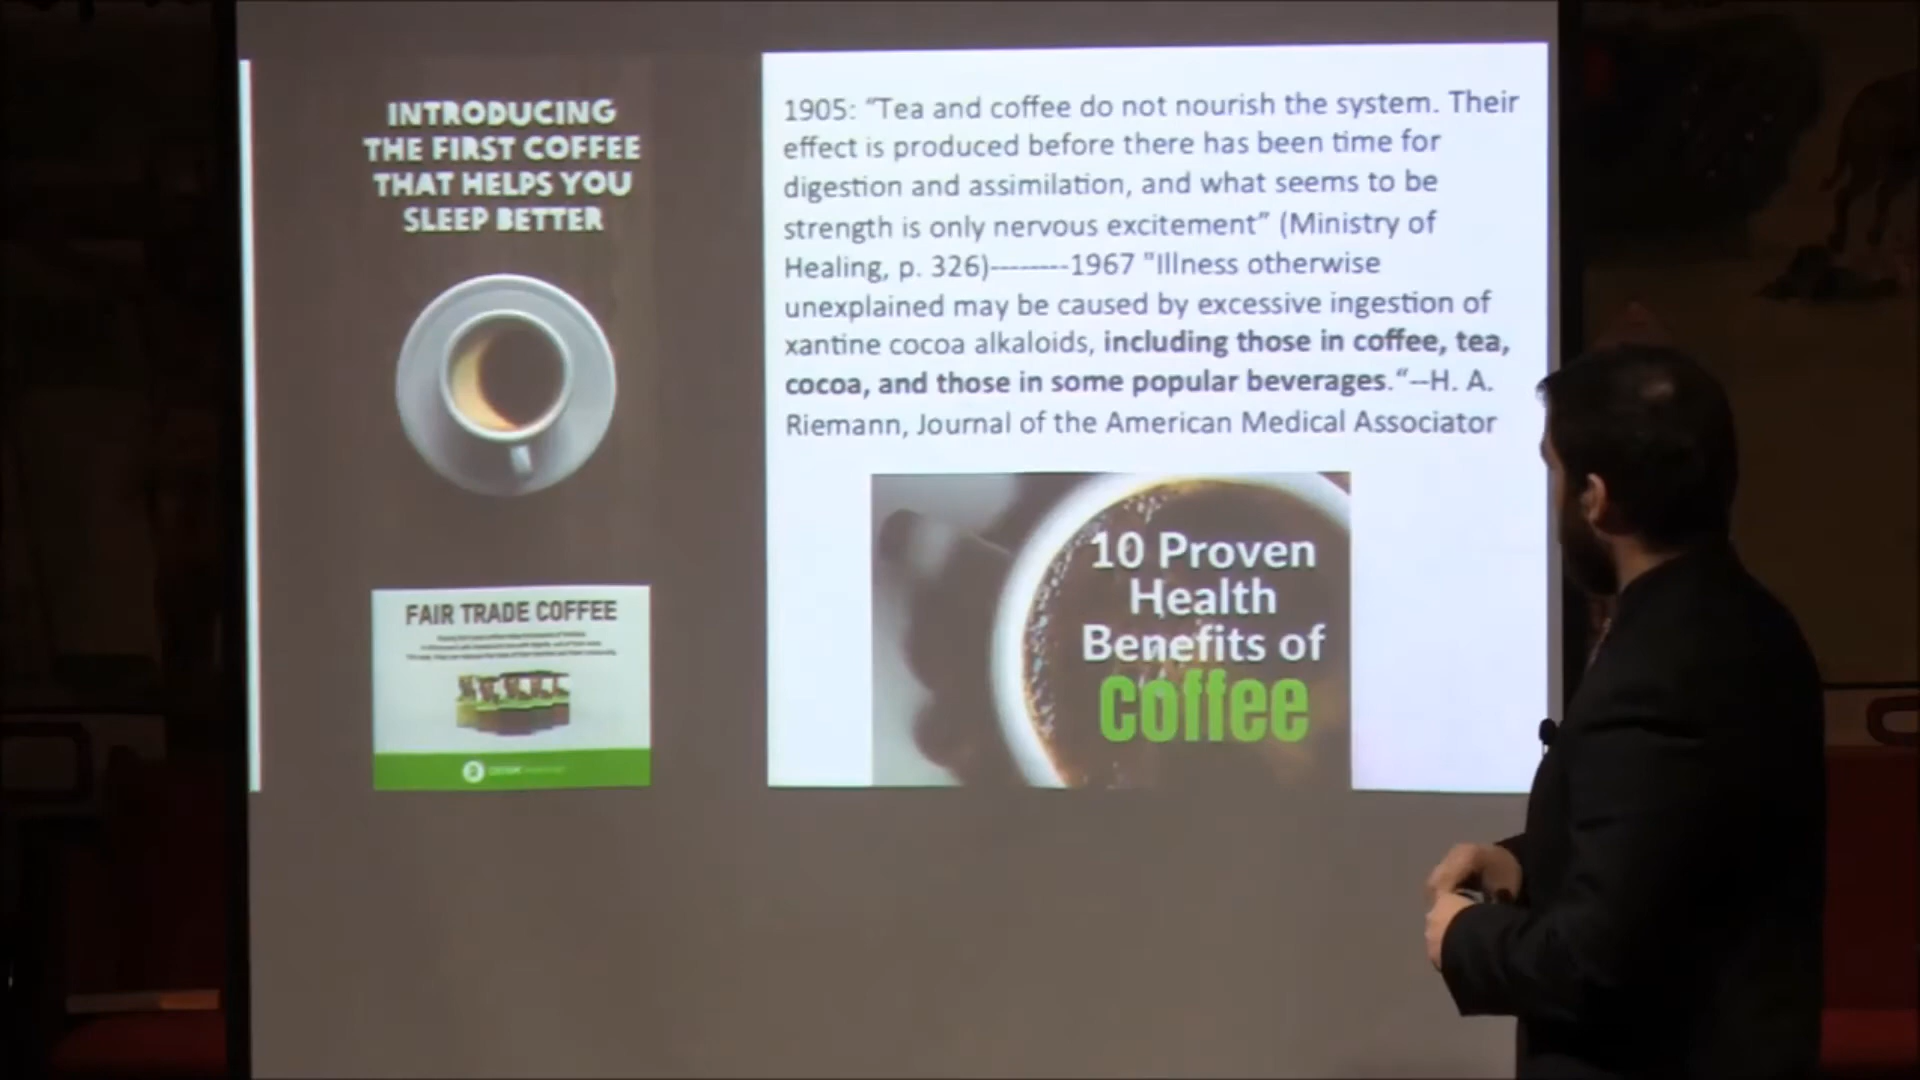 INTRODUCING
THE FIRST COFFEE
THAT HELPS YOU
SLEEP BETTER
FAIR TRADE COFFEE
1905: "Tea and coffee do not nourish the system. Their
effect is produced before there has been time for
digestion and assimilation, and what seems to be
strength is only nervous excitement" (Ministry of
Healing, p. 326)--------1967 "Illness otherwise
unexplained may be caused by excessive ingestion of
xantine cocoa alkaloids, including those in coffee, tea,
cocoa, and those in some popular beverages."--H. A.
Riemann, Journal of the American Medical Associator
10 Proven
Health
Benefits of
coffee